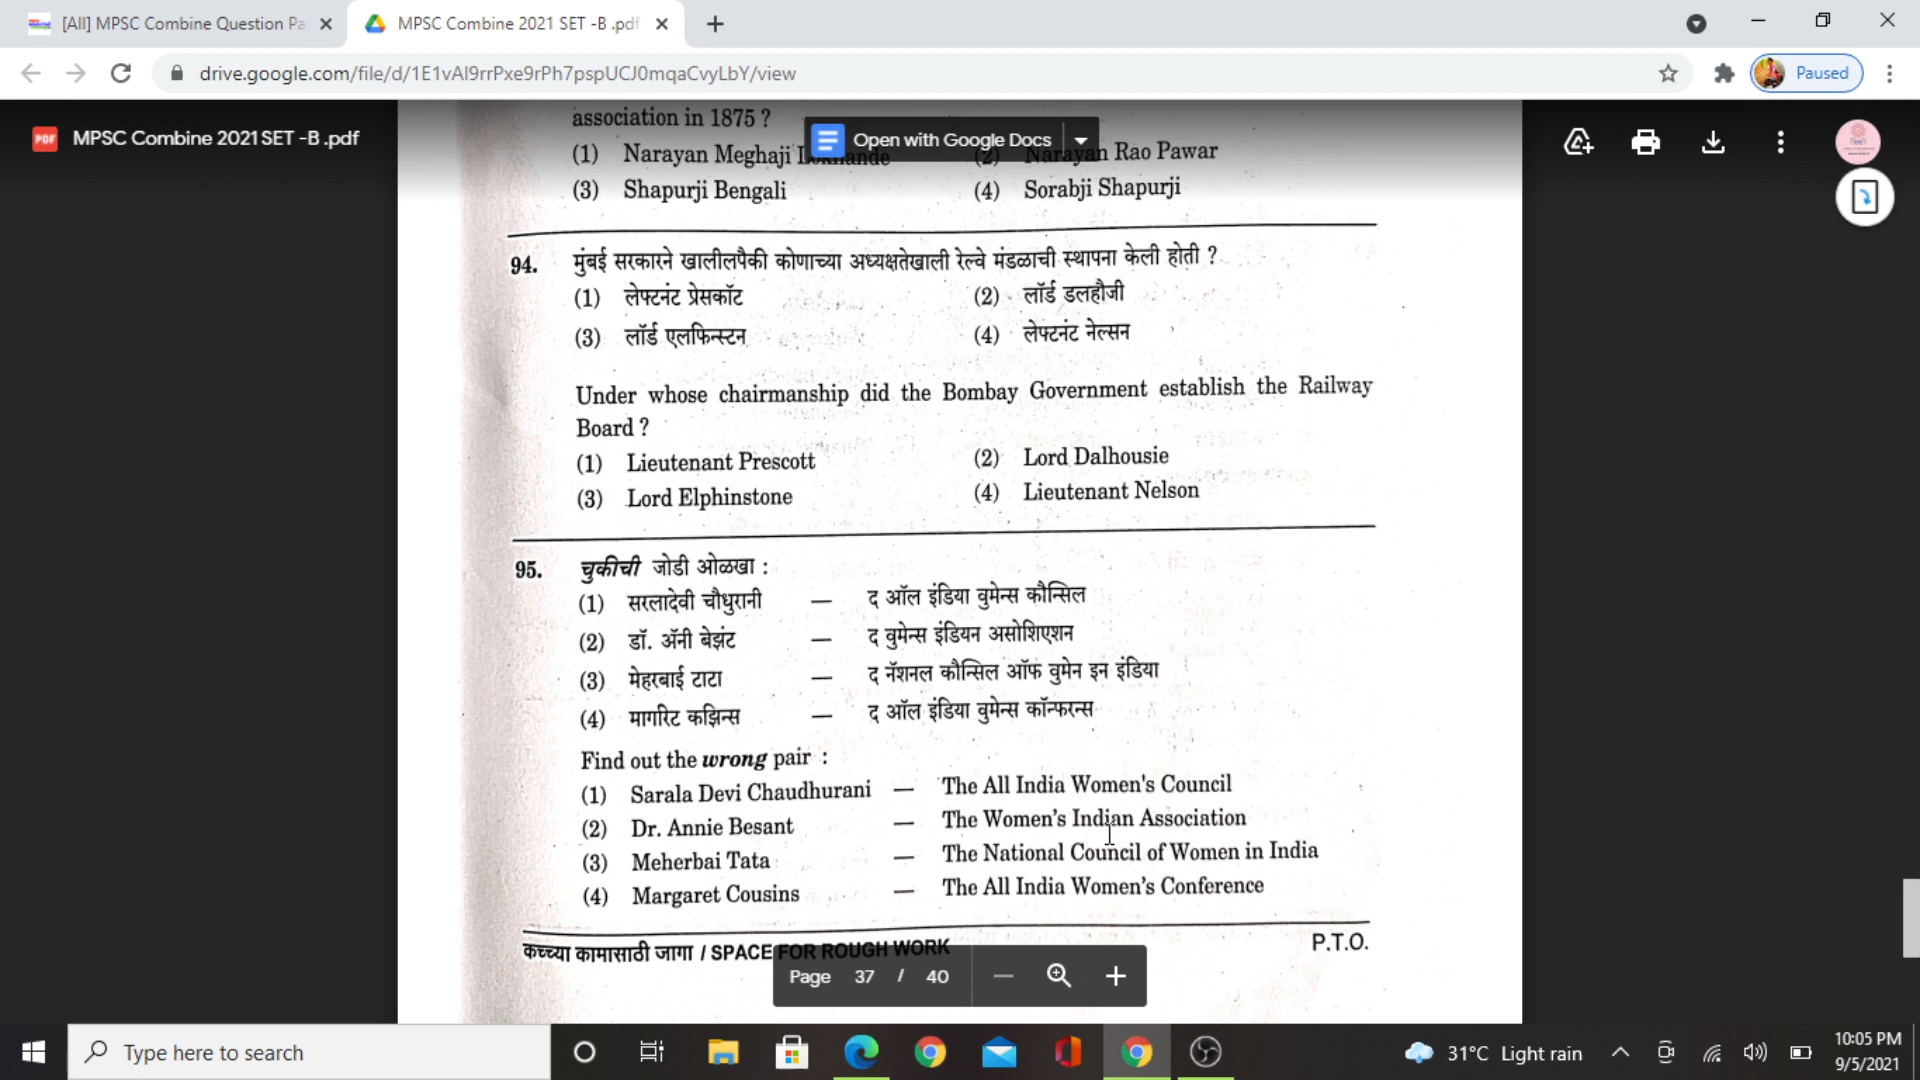 [All] MPSC Combine Question Pa
MPSC Combine 2021 SET -B .pdf
drive.google.com/file/d/1E1vAl9rrPxe9rPh7pspUCJ0mqaCvyLbY/view
Paused
PDF MPSC Combine 2021 SET -B .pdf
Open with Google Docs
association in 1875 ?
(1) Narayan Meghaji Lokhande (2) Narayan Rao Pawar
(3) Shapurji Bengali (4) Sorabji Shapurji
94. मुंबई सरकारने खालीलपैकी कोणाच्या अध्यक्षतेखाली रेल्वे मंडळाची स्थापना केली होती ?
(1) लेफ्टनंट प्रेसकॉट (2) लॉर्ड डलहौजी
(3) लॉर्ड एलफिन्स्टन (4) लेफ्टनंट नेल्सन
Under whose chairmanship did the Bombay Government establish the Railway
Board ?
(1) Lieutenant Prescott (2) Lord Dalhousie
(3) Lord Elphinstone (4) Lieutenant Nelson
95. चुकीची जोडी ओळखा :
(1) सरलादेवी चौधुरानी — द ऑल इंडिया वुमेन्स कौन्सिल
(2) डॉ. ॲनी बेझंट — द वुमेन्स इंडियन असोशिएशन
(3) मेहरबाई टाटा — द नॅशनल कौन्सिल ऑफ वुमेन इन इंडिया
(4) मार्गारेट कझिन्स — द ऑल इंडिया वुमेन्स कॉन्फरन्स
Find out the wrong pair :
(1) Sarala Devi Chaudhurani — The All India Women's Council
(2) Dr. Annie Besant — The Women's Indian Association
(3) Meherbai Tata — The National Council of Women in India
(4) Margaret Cousins — The All India Women's Conference
कच्च्या कामासाठी जागा / SPACE FOR ROUGH WORK P.T.O.
Page 37 / 40
Type here to search
31°C Light rain
10:05 PM
9/5/2021